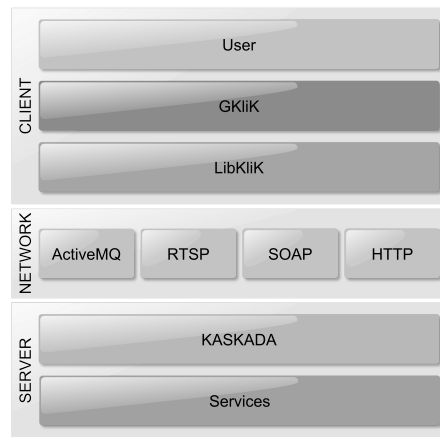 CLIENT
User
GKliK
LibKliK
NETWORK
ActiveMQ
RTSP
SOAP
HTTP
SERVER
KASKADA
Services